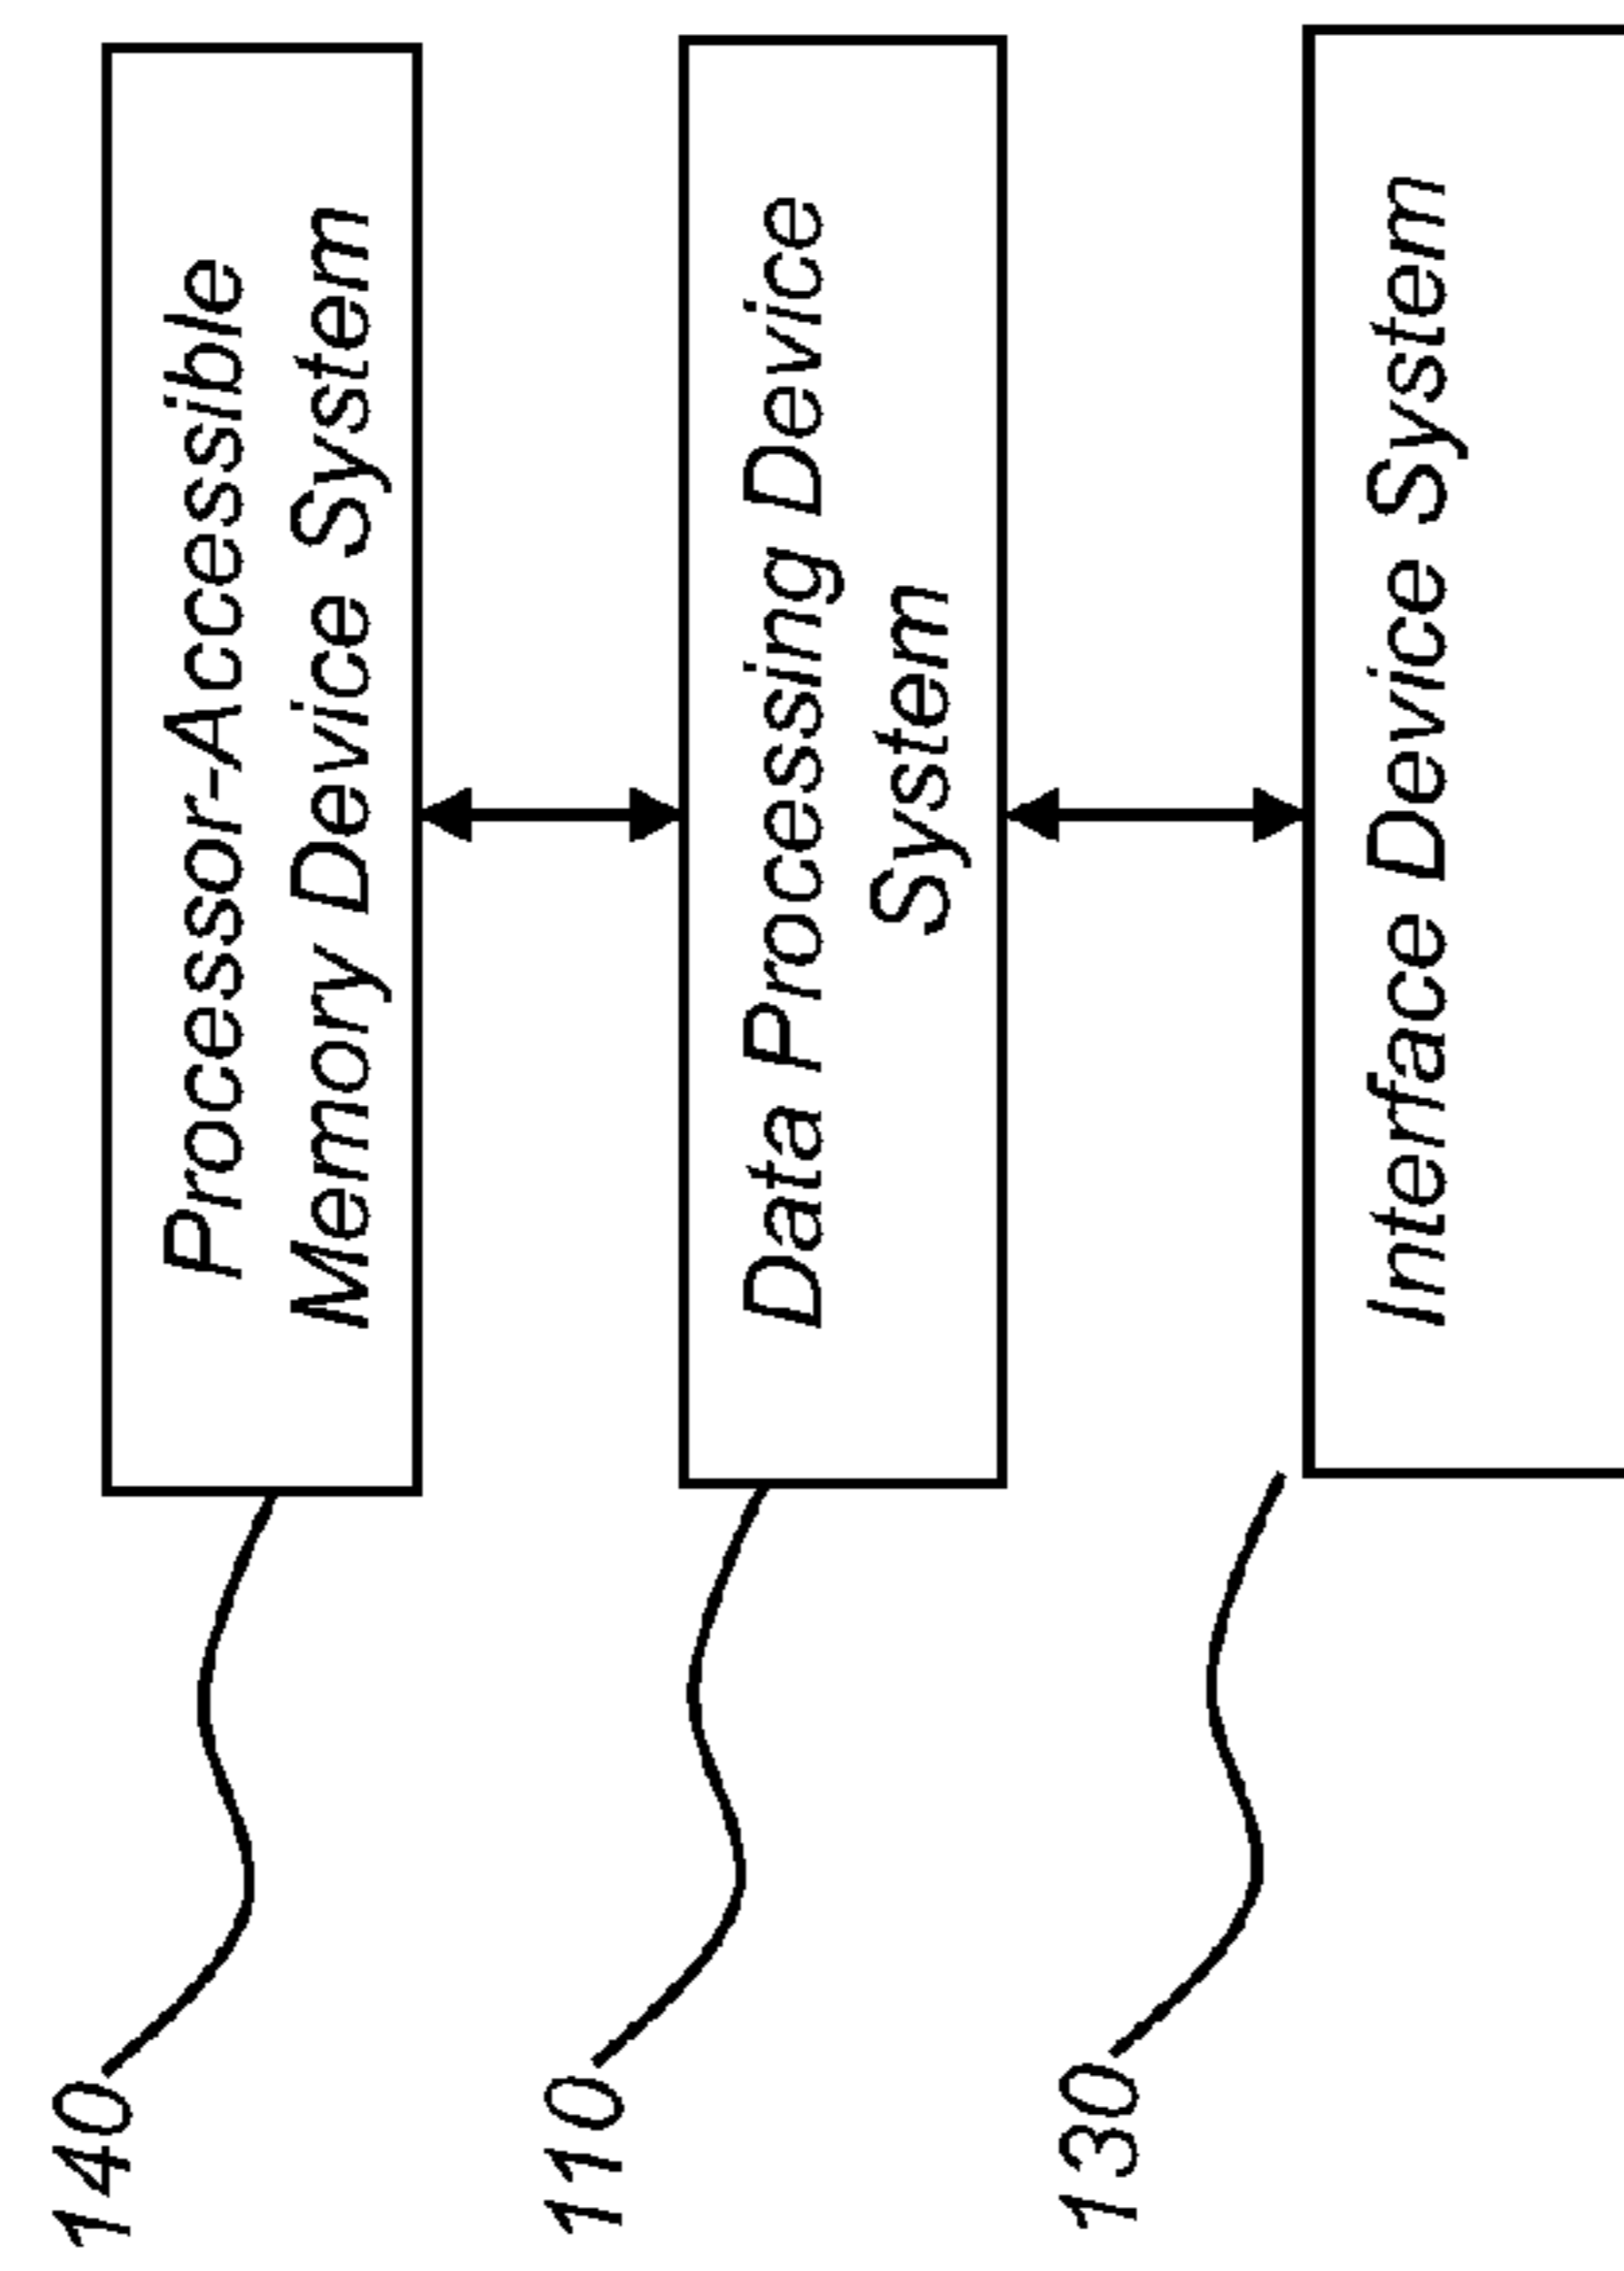 140
Processor-Accessible
Memory Device System
110
Data Processing Device
System
130
Interface Device System